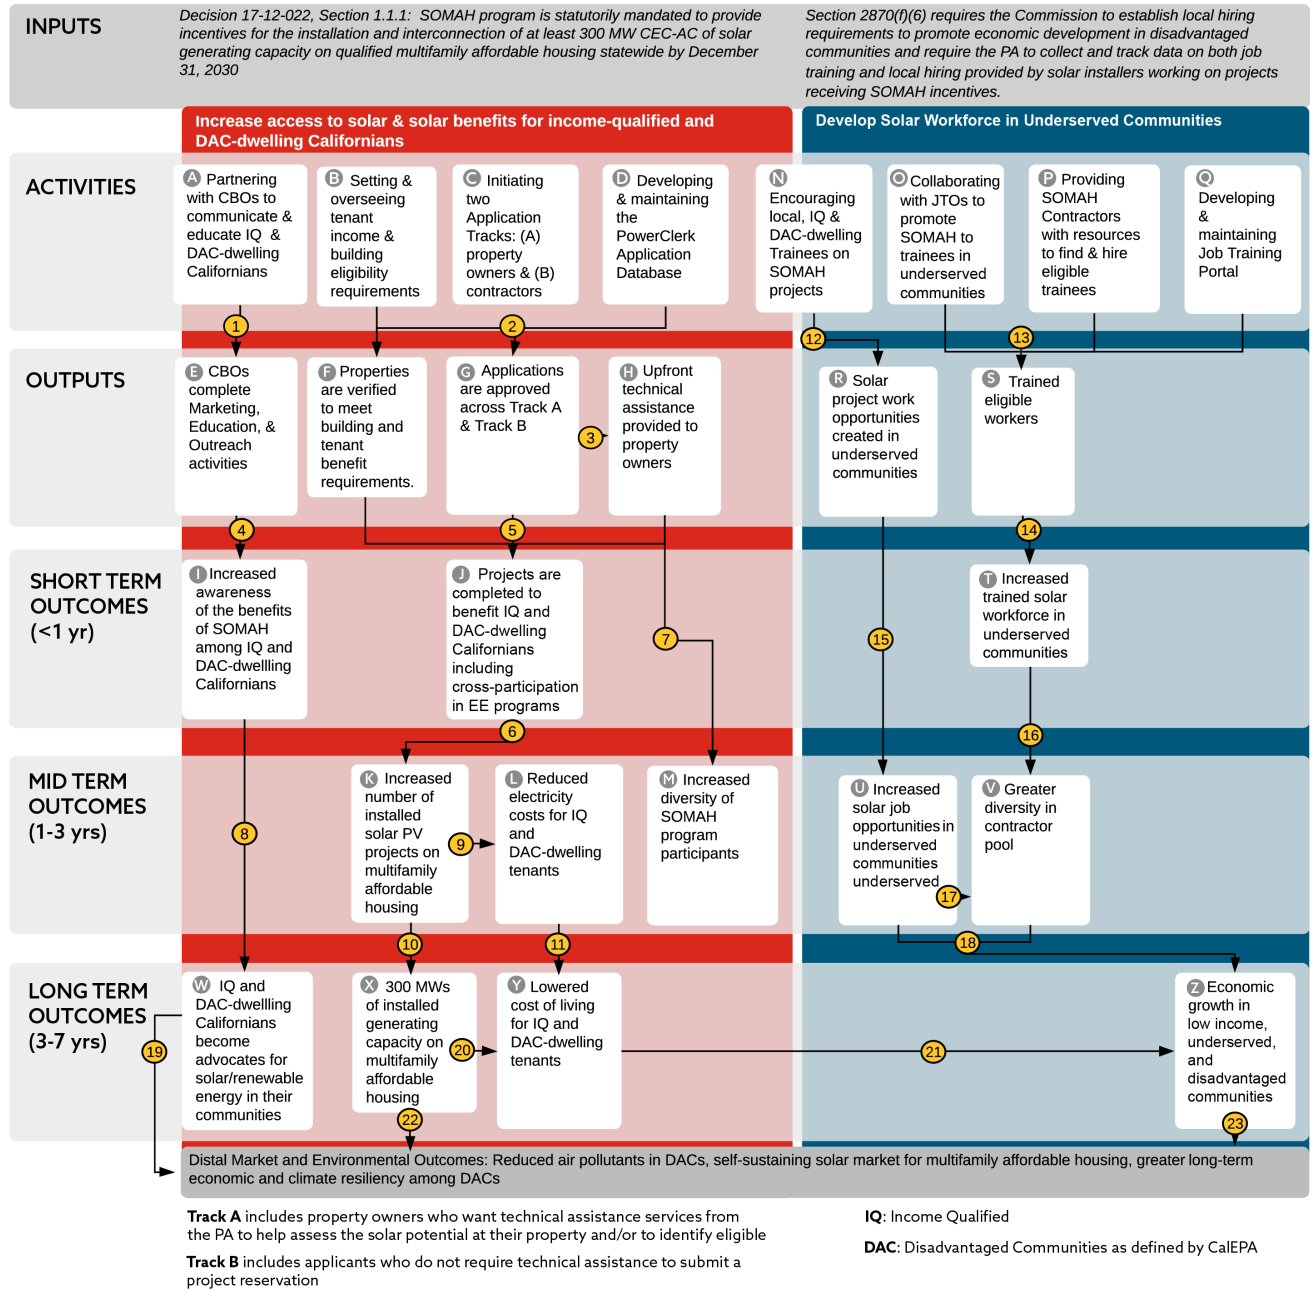 INPUTS
Decision 17-12-022, Section 1.1.1: SOMAH program is statutorily mandated to provide
incentives for the installation and interconnection of at least 300 MW CEC-AC of solar
generating capacity on qualified multifamily affordable housing statewide by December
31, 2030
Section 2870(f)(6) requires the Commission to establish local hiring
requirements to promote economic development in disadvantaged
communities and require the PA to collect and track data on both job
training and local hiring provided by solar installers working on projects
receiving SOMAH incentives.
Increase access to solar & solar benefits for income-qualified and
DAC-dwelling Californians
Develop Solar Workforce in Underserved Communities
ACTIVITIES
A Partnering
with CBOs to
communicate &
educate IQ &
DAC-dwelling
Californians
B Setting &
overseeing
tenant
income &
building
eligibility
requirements
C Initiating
two
Application
Tracks: (A)
property
owners & (B)
contractors
D Developing
& maintaining
the
PowerClerk
Application
Database
N
Encouraging
local, IQ &
DAC-dwelling
Trainees on
SOMAH
projects
O Collaborating
with JTOs to
promote
SOMAH to
trainees in
underserved
communities
P Providing
SOMAH
Contractors
with resources
to find & hire
eligible
trainees
Q
Developing
&
maintaining
Job Training
Portal
1
2
12
13
OUTPUTS
E CBOs
complete
Marketing,
Education, &
Outreach
activities
F Properties
are verified
to meet
building and
tenant
benefit
requirements.
G Applications
are approved
across Track A
& Track B
3
H Upfront
technical
assistance
provided to
property
owners
R Solar
project work
opportunities
created in
underserved
communities
S Trained
eligible
workers
4
5
14
SHORT TERM
OUTCOMES
(<1 yr)
I Increased
awareness
of the benefits
of SOMAH
among IQ and
DAC-dwellling
Californians
J Projects are
completed to
benefit IQ and
DAC-dwelling
Californians
including
cross-participation
in EE programs
7
15
T Increased
trained solar
workforce in
underserved
communities
6
16
MID TERM
OUTCOMES
(1-3 yrs)
8
K Increased
number of
installed
solar PV
projects on
multifamily
affordable
housing
9
L Reduced
electricity
costs for IQ
and
DAC-dwelling
tenants
M Increased
diversity of
SOMAH
program
participants
U Increased
solar job
opportunities in
underserved
communities
underserved
17
V Greater
diversity in
contractor
pool
10
11
18
LONG TERM
OUTCOMES
(3-7 yrs)
19
W IQ and
DAC-dwellling
Californians
become
advocates for
solar/renewable
energy in their
communities
X 300 MWs
of installed
generating
capacity on
multifamily
affordable
housing
20
Y Lowered
cost of living
for IQ and
DAC-dwelling
tenants
21
Z Economic
growth in
low income,
underserved,
and
disadvantaged
communities
22
23
Distal Market and Environmental Outcomes: Reduced air pollutants in DACs, self-sustaining solar market for multifamily affordable housing, greater long-term
economic and climate resiliency among DACs
Track A includes property owners who want technical assistance services from
the PA to help assess the solar potential at their property and/or to identify eligible
Track B includes applicants who do not require technical assistance to submit a
project reservation
IQ: Income Qualified
DAC: Disadvantaged Communities as defined by CalEPA